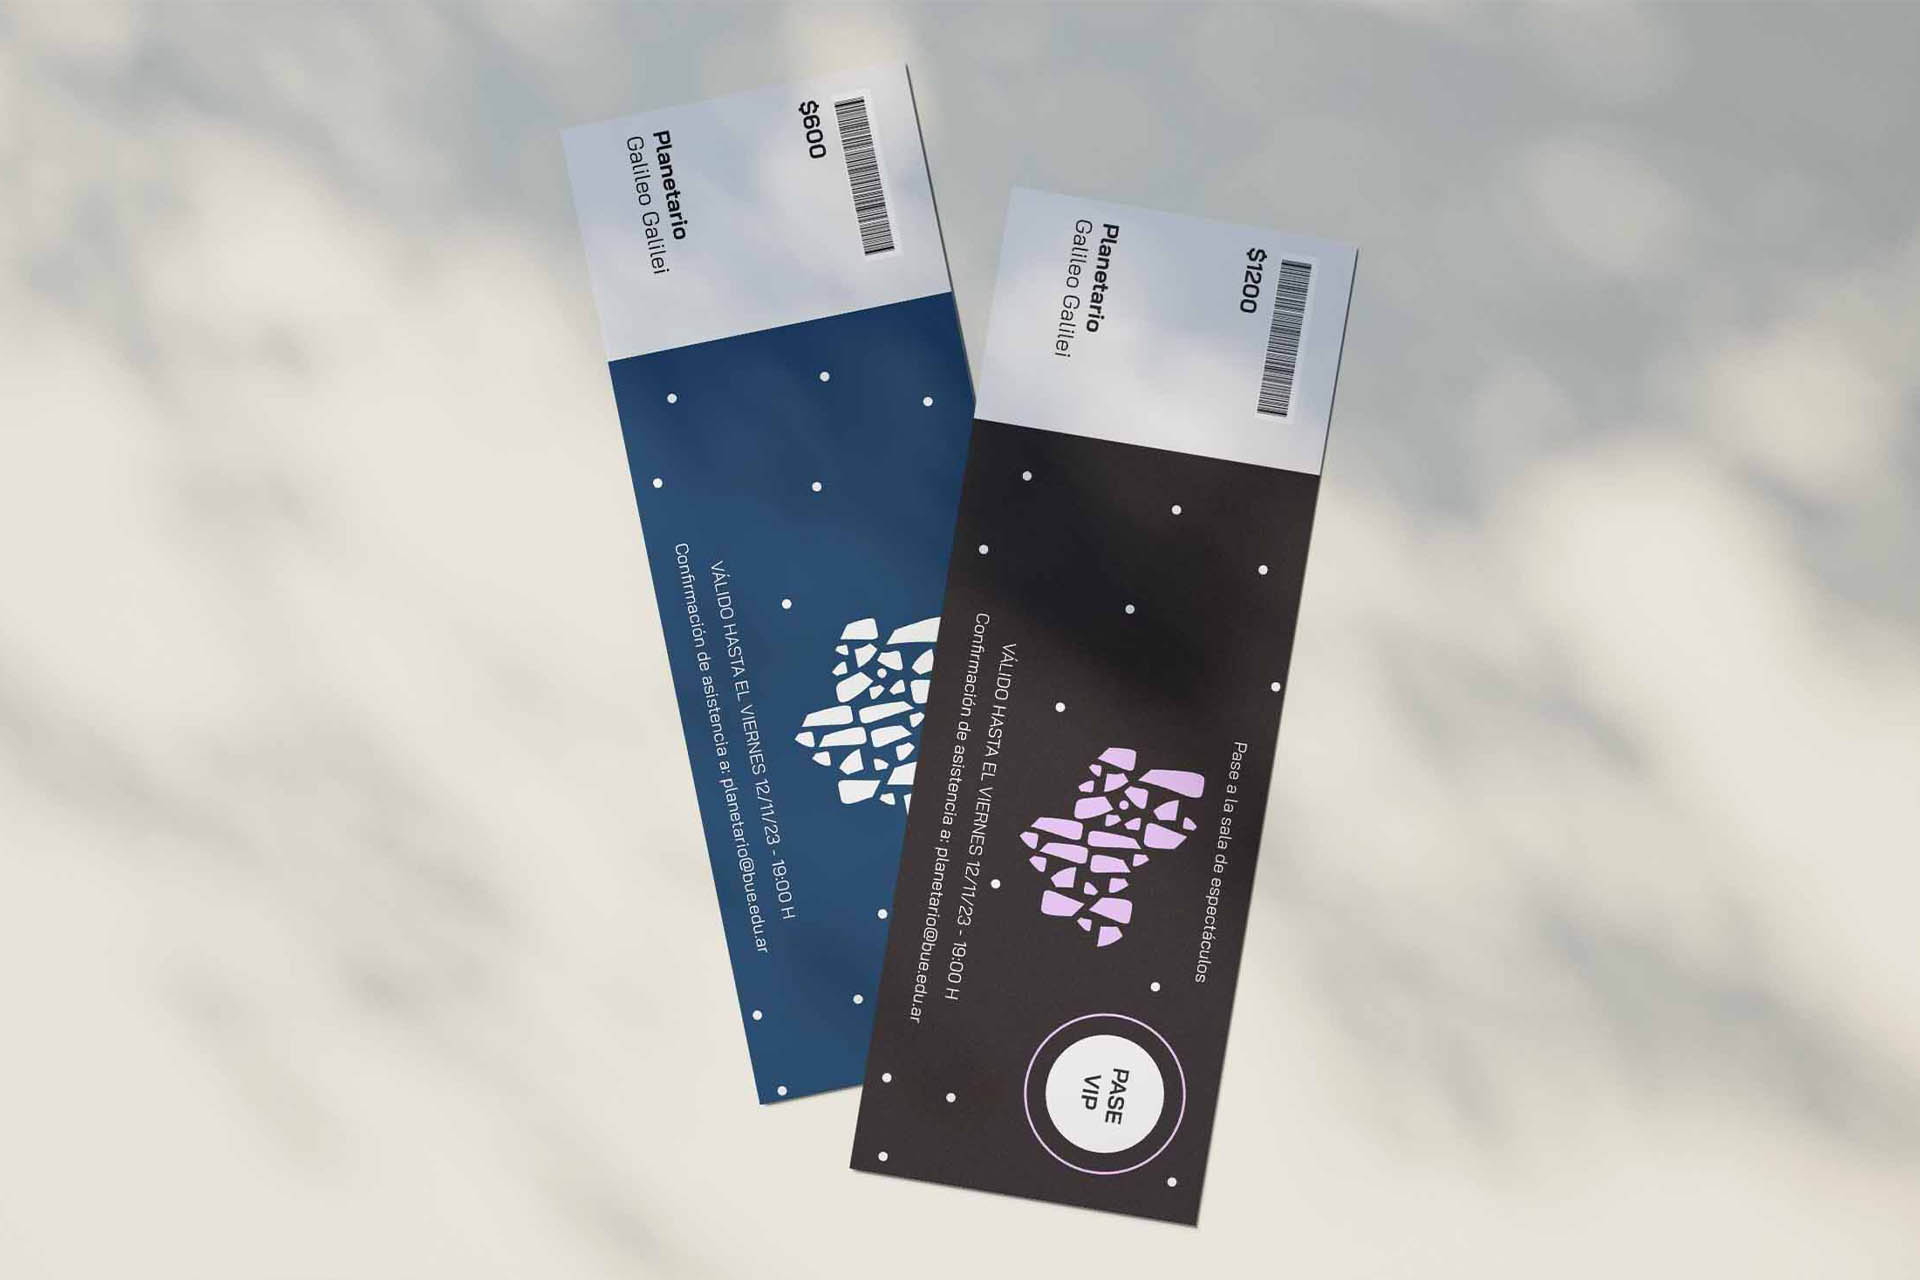 $600
Planetario
Galileo Galilei
VÁLIDO HASTA EL VIERNES 12/11/23 - 19:00 H
Confirmación de asistencia a: planetario@bue.edu.ar
$1200
Planetario
Galileo Galilei
Pase a la sala de espectáculos
VÁLIDO HASTA EL VIERNES 12/11/23 - 19:00 H
Confirmación de asistencia a: planetario@bue.edu.ar
PASE
VIP